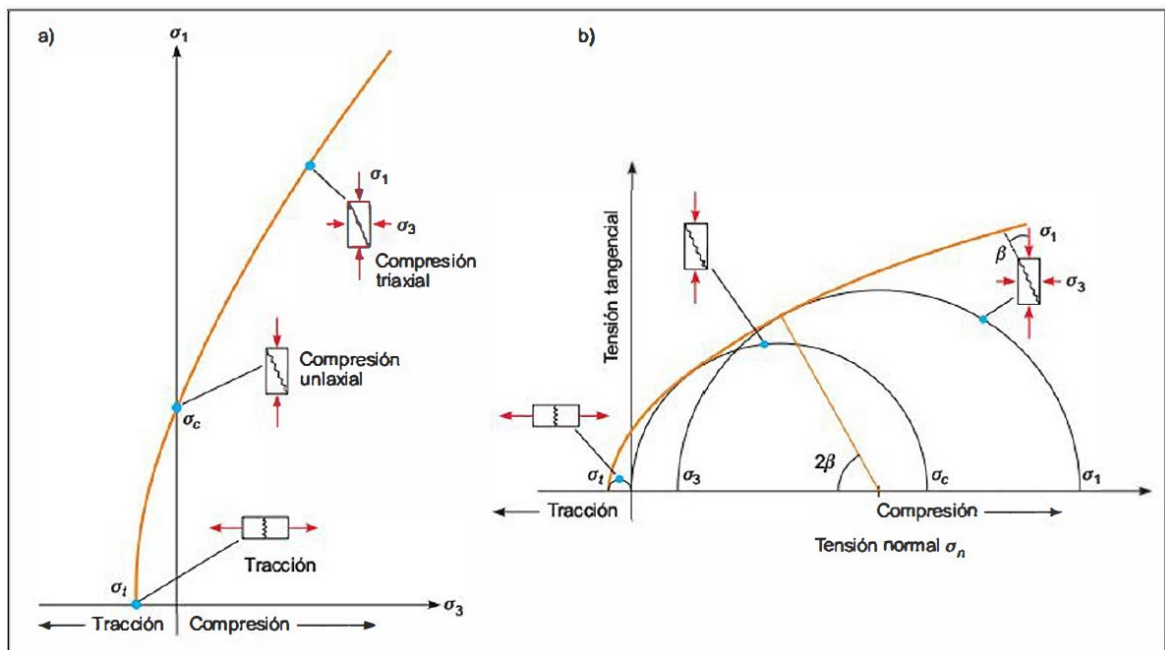 a)
σ1
σ1
σ3
Compresión
triaxial
Compresión
unlaxial
σc
σt
Tracción
σ3
Tracción
Compresión
b)
Tensión tangencial
σ1
β
σ3
σt
σ3
2β
σc
σ1
Tracción
Compresión
Tensión normal σn